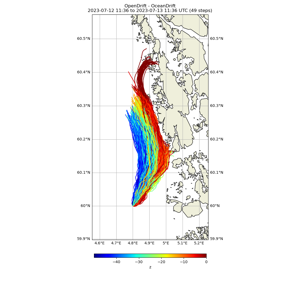 OpenDrift - OceanDrift
2023-07-12 11:36 to 2023-07-13 11:36 UTC (49 steps)
60.5°N 60.5°N
60.4°N 60.4°N
60.3°N 60.3°N
60.2°N 60.2°N
60.1°N 60.1°N
60°N 60°N
59.9°N 59.9°N
4.6°E 4.7°E 4.8°E 4.9°E 5°E 5.1°E 5.2°E
−40 −30 −20 −10 0
z